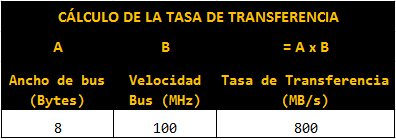 CÁLCULO DE LA TASA DE TRANSFERENCIA
A B = A x B
Ancho de bus Velocidad Tasa de Transferencia
(Bytes) Bus (MHz) (MB/s)
8 100 800